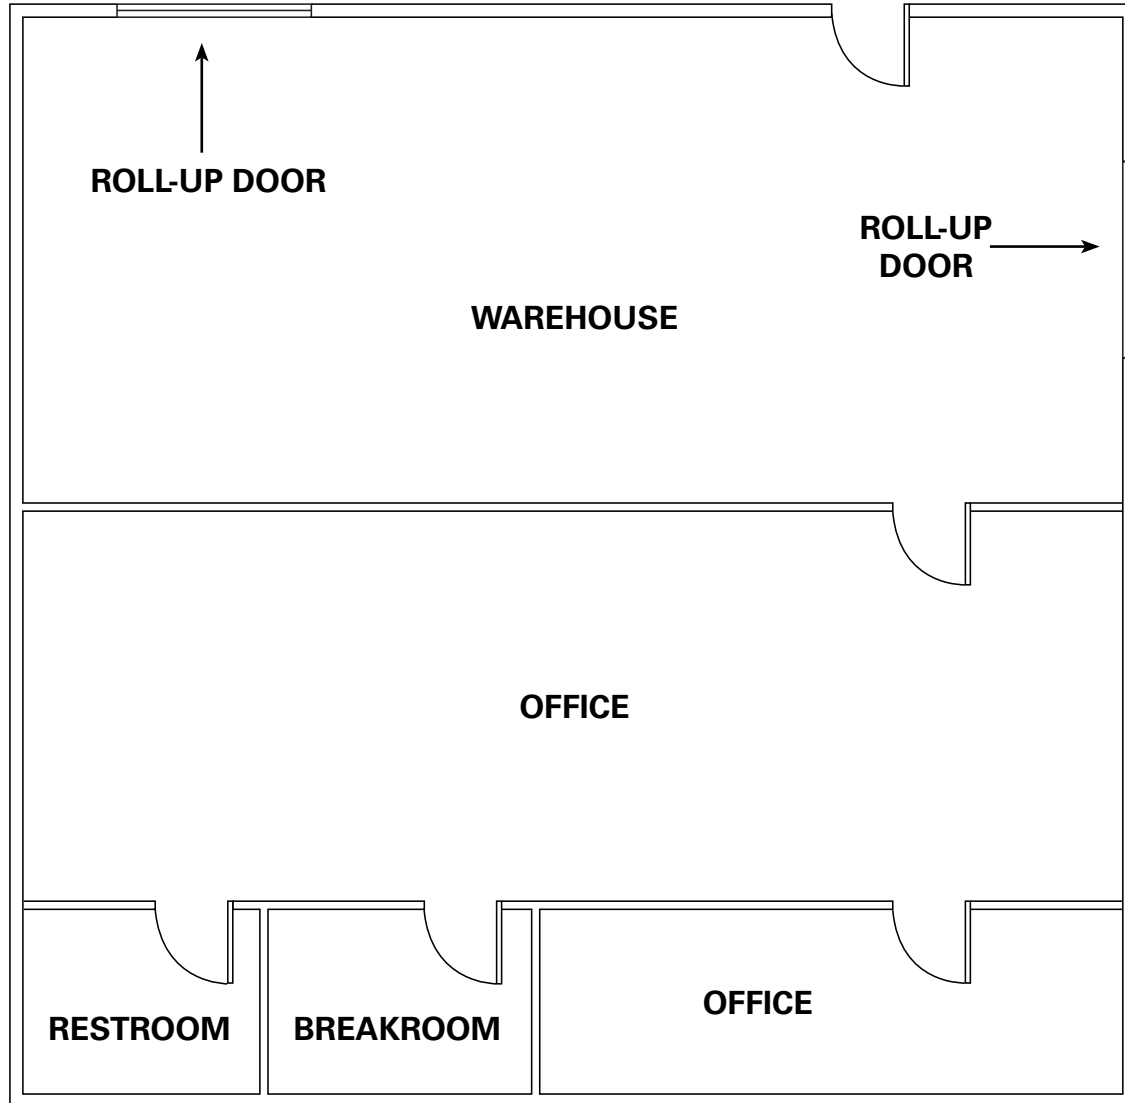 ROLL-UP DOOR
ROLL-UP
DOOR
WAREHOUSE
OFFICE
RESTROOM
BREAKROOM
OFFICE